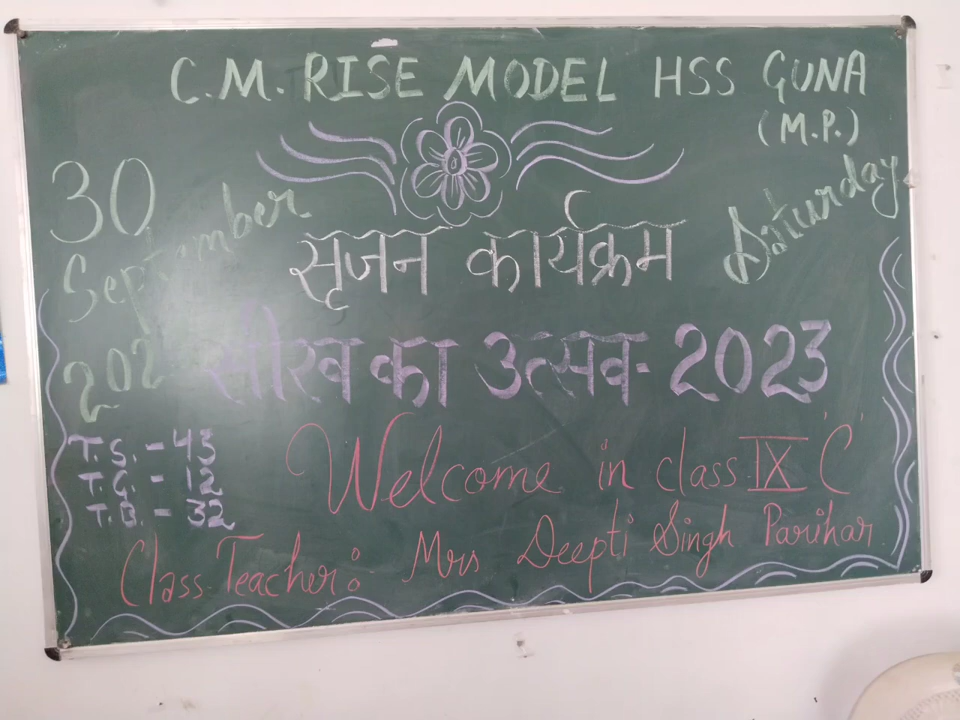 C.M. RISE MODEL HSS GUNA
(M.P.)
30
September
Saturday
सृजन कार्यक्रम
सीख का उत्सव- 2023
T.S. - 43
T.G. - 12
T.B. - 32
Welcome in class IX 'C'
Class Teacher: Mrs Deepti Singh Parihar